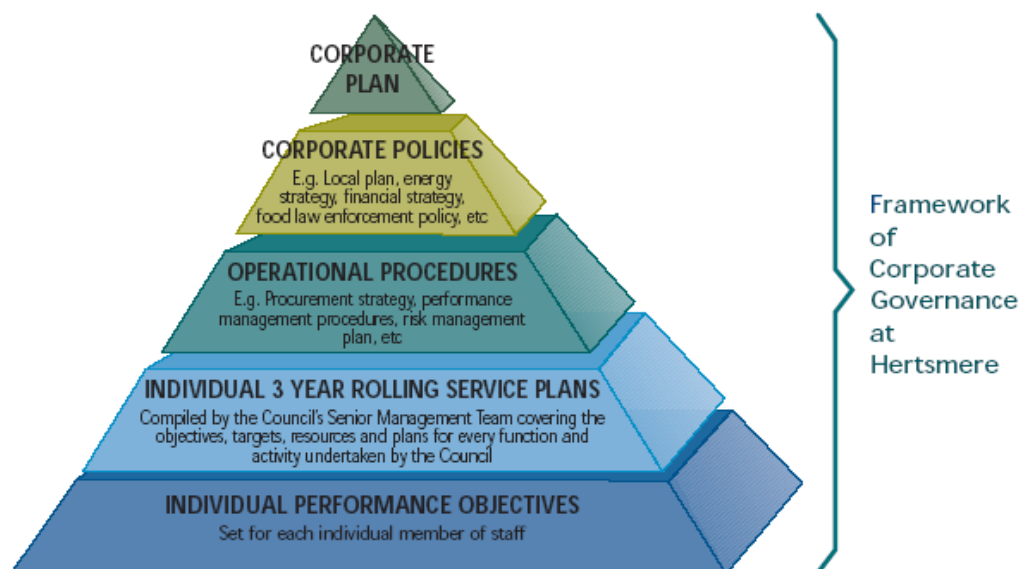 CORPORATE
PLAN
CORPORATE POLICIES
E.g. Local plan, energy
strategy, financial strategy,
food law enforcement policy, etc
OPERATIONAL PROCEDURES
E.g. Procurement strategy, performance
management procedures, risk management
plan, etc
INDIVIDUAL 3 YEAR ROLLING SERVICE PLANS
Compiled by the Council's Senior Management Team covering the
objectives, targets, resources and plans for every function and
activity undertaken by the Council
INDIVIDUAL PERFORMANCE OBJECTIVES
Set for each individual member of staff
Framework
of
Corporate
Governance
at
Hertsmere